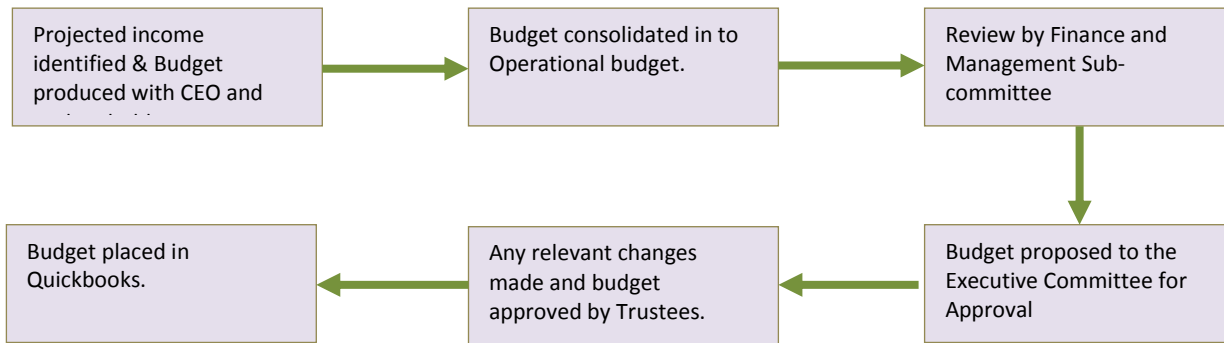 Projected income
identified & Budget
produced with CEO and
Budget consolidated in to
Operational budget.
Review by Finance and
Management Sub-
committee
Budget placed in
Quickbooks.
Any relevant changes
made and budget
approved by Trustees.
Budget proposed to the
Executive Committee for
Approval